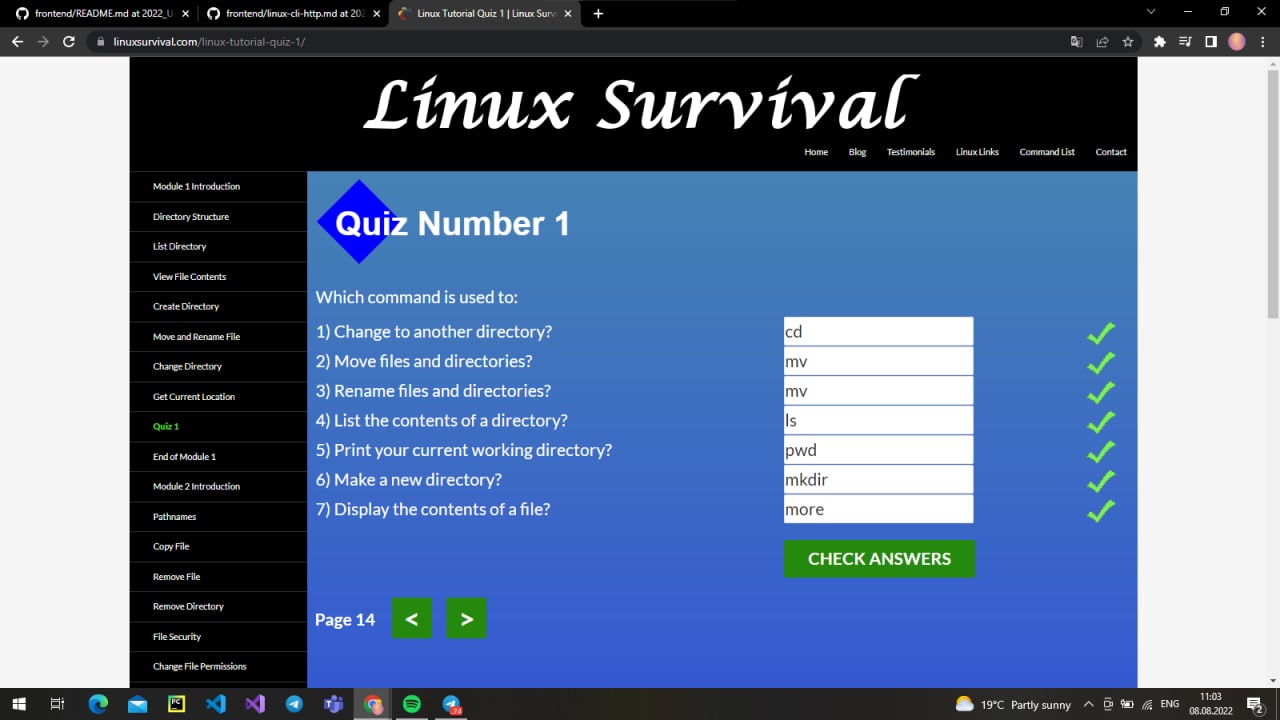 frontend/README.md at 2022_U
frontend/linux-cli-http.md at 202
Linux Tutorial Quiz 1 | Linux Surv
linuxsurvival.com/linux-tutorial-quiz-1/
Linux Survival
Home Blog Testimonials Linux Links Command List Contact
Module 1 Introduction
Directory Structure
List Directory
View File Contents
Create Directory
Move and Rename File
Change Directory
Get Current Location
Quiz 1
End of Module 1
Module 2 Introduction
Pathnames
Copy File
Remove File
Remove Directory
File Security
Change File Permissions
Quiz Number 1
Which command is used to:
1) Change to another directory? cd
2) Move files and directories? mv
3) Rename files and directories? mv
4) List the contents of a directory? ls
5) Print your current working directory? pwd
6) Make a new directory? mkdir
7) Display the contents of a file? more
CHECK ANSWERS
Page 14 < >
PC
74
19°C Partly sunny
ENG
11:03
08.08.2022
2